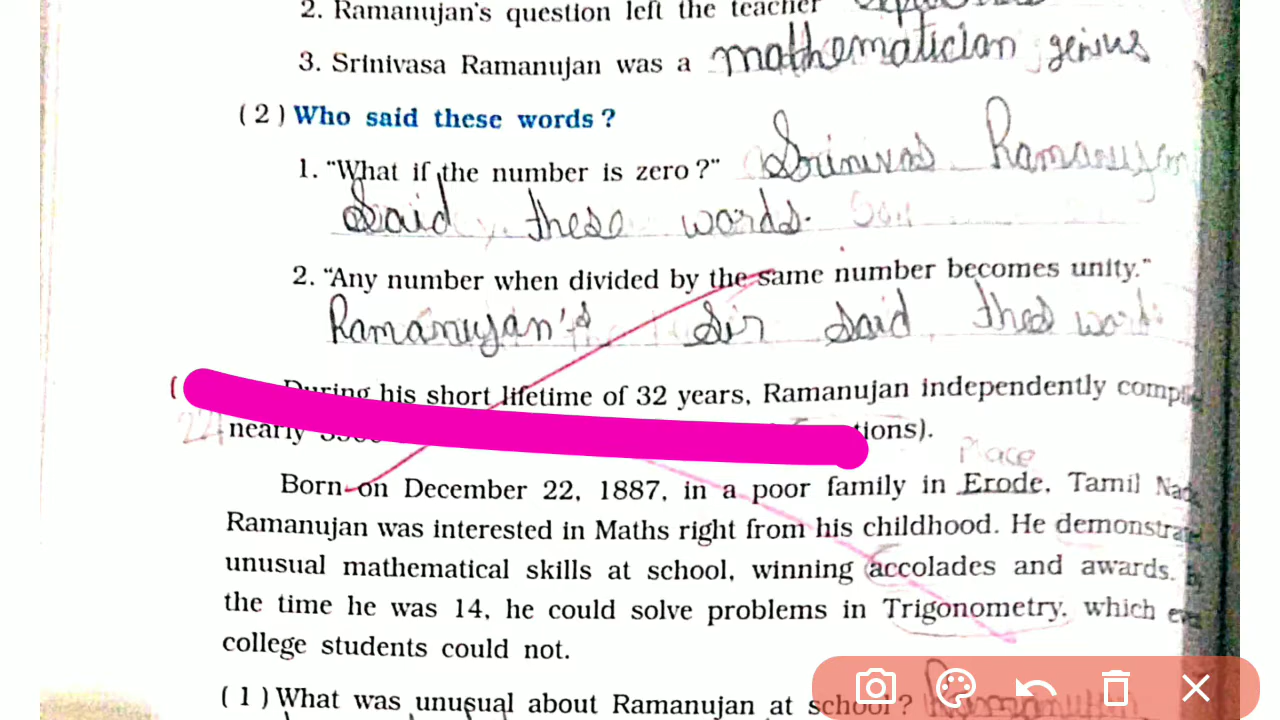 2. Ramanujan's question left the teacher
3. Srinivasa Ramanujan was a mathematician genius
(2) Who said these words?
1. "What if the number is zero?" Srinivas Ramanujan
Said these words.
2. "Any number when divided by the same number becomes unity."
Ramanujan's Sir Said thes word
( During his short lifetime of 32 years, Ramanujan independently
nearly
Place
Born on December 22, 1887, in a poor family in Erode, Tamil
Ramanujan was interested in Maths right from his childhood. He
unusual mathematical skills at school, winning accolades and awards.
the time he was 14, he could solve problems in Trigonometry, which
college students could not.
(1) What was unusual about Ramanujan at school? Ramanujan